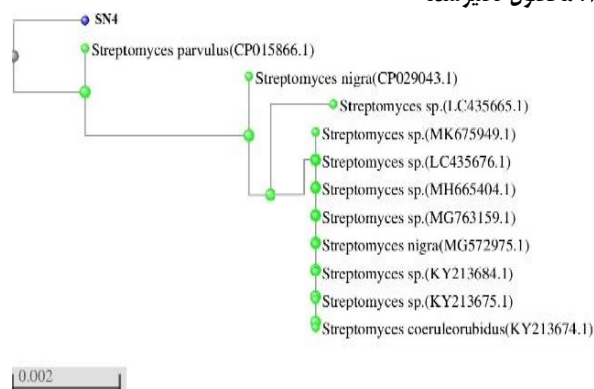 SN4
Streptomyces parvulus(CP015866.1)
Streptomyces nigra(CP029043.1)
Streptomyces sp.(LC435665.1)
Streptomyces sp.(MK675949.1)
Streptomyces sp.(LC435676.1)
Streptomyces sp.(MH665404.1)
Streptomyces sp.(MG763159.1)
Streptomyces nigra(MG572975.1)
Streptomyces sp.(KY213684.1)
Streptomyces sp.(KY213675.1)
Streptomyces coeruleorubidus(KY213674.1)
0.002